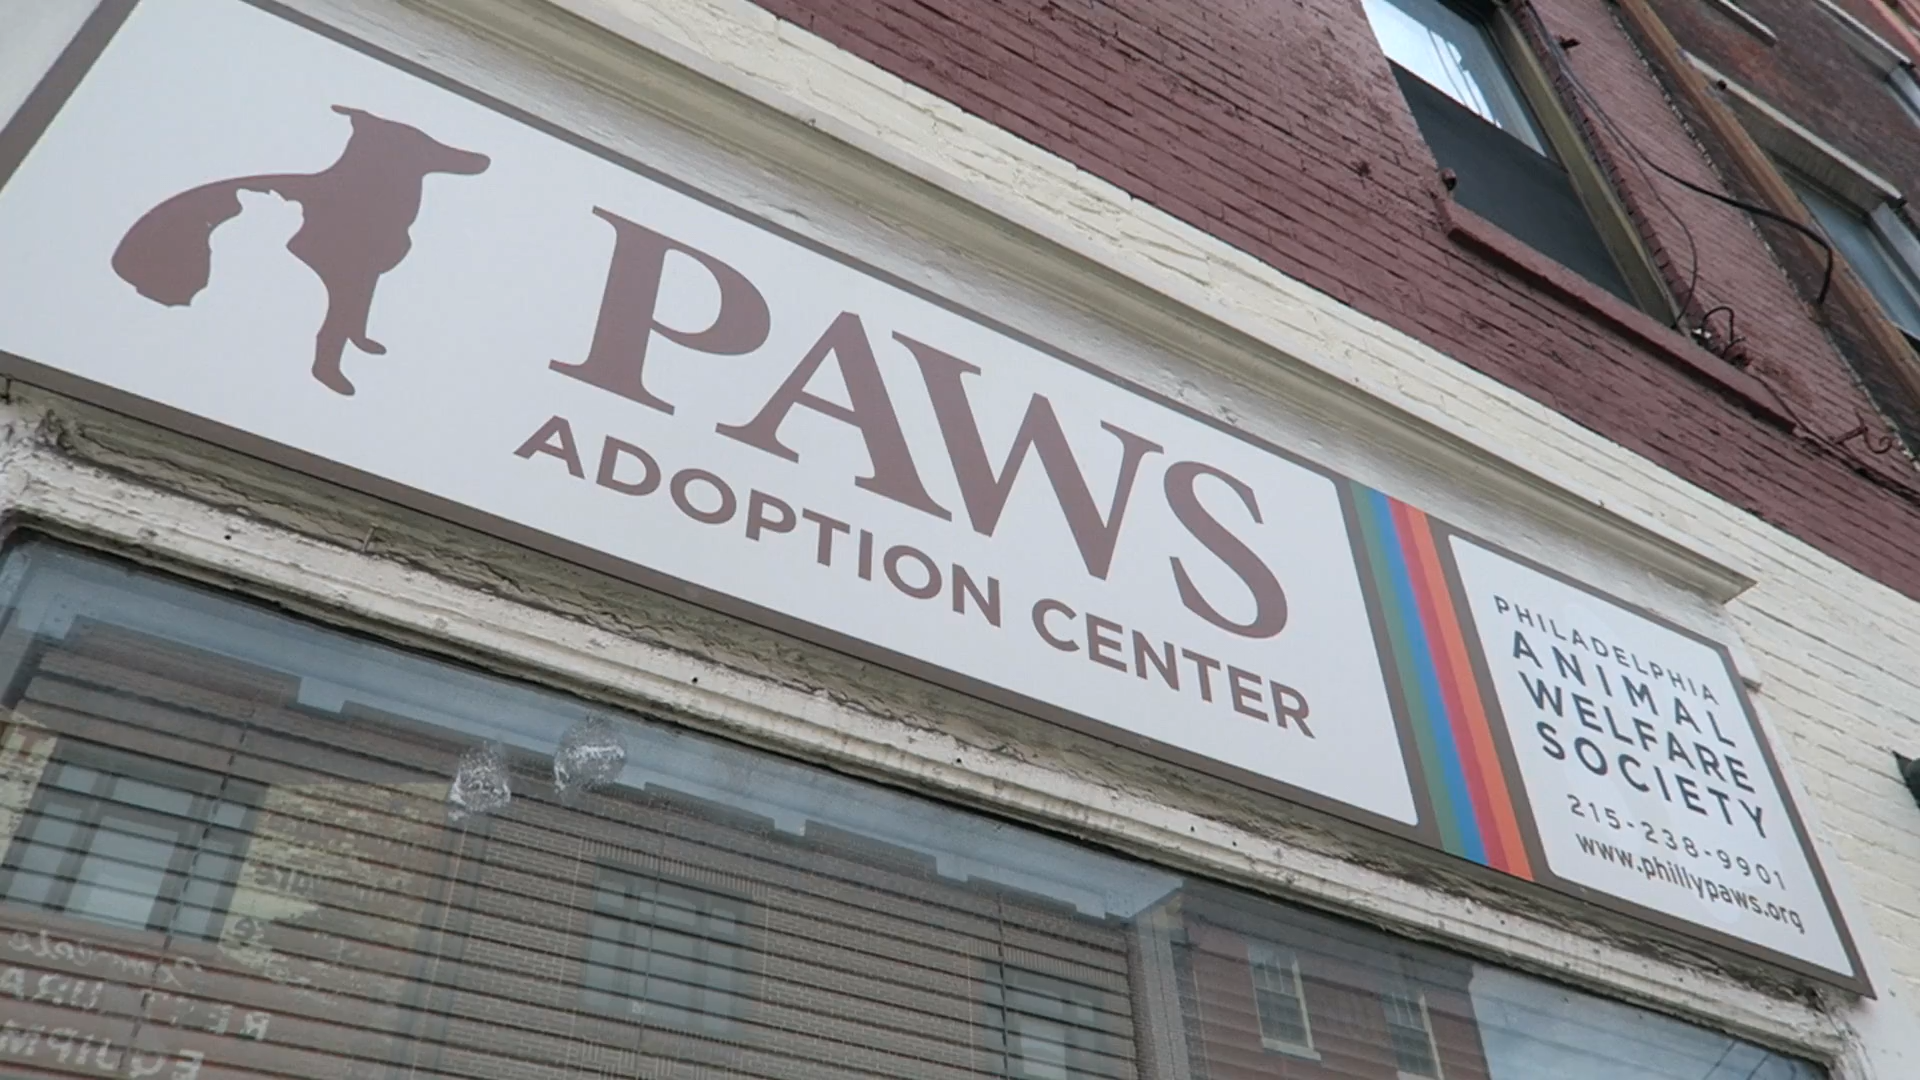 PAWS
ADOPTION CENTER
PHILADELPHIA
ANIMAL
WELFARE
SOCIETY
215-238-9901
www.phillypaws.org